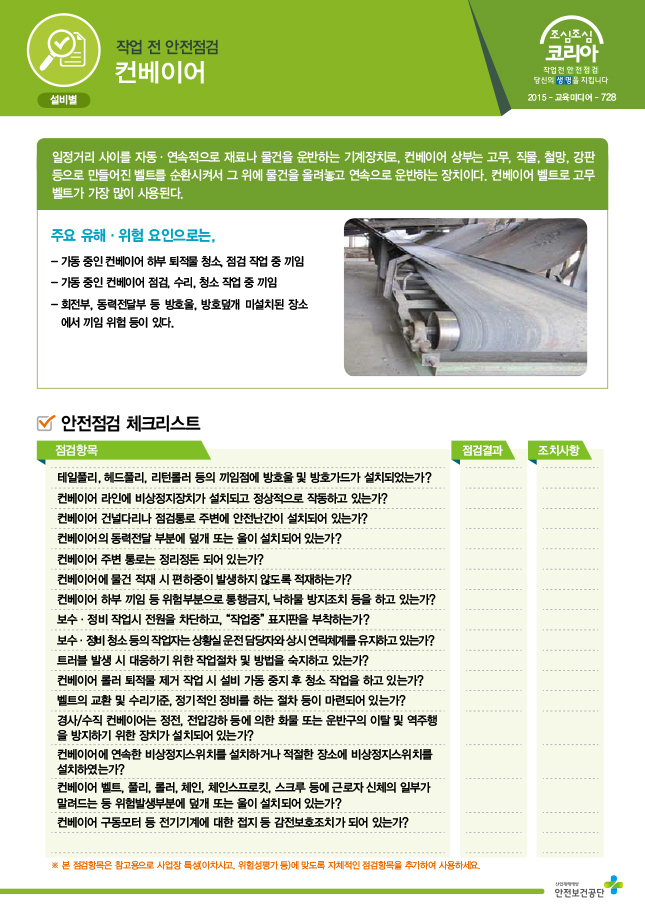 작업 전 안전점검
컨베이어
설비별
조심조심
코리아
작업전 안전점검
당신의 생명을 지킵니다
2015 - 교육미디어 - 728
일정거리 사이를 자동 · 연속적으로 재료나 물건을 운반하는 기계장치로, 컨베이어 상부는 고무, 직물, 철망, 강판
등으로 만들어진 벨트를 순환시켜서 그 위에 물건을 올려놓고 연속으로 운반하는 장치이다. 컨베이어 벨트로 고무
벨트가 가장 많이 사용된다.
주요 유해 · 위험 요인으로는,
– 가동 중인 컨베이어 하부 퇴적물 청소, 점검 작업 중 끼임
– 가동 중인 컨베이어 점검, 수리, 청소 작업 중 끼임
– 회전부, 동력전달부 등 방호울, 방호덮개 미설치된 장소
에서 끼임 위험 등이 있다.
안전점검 체크리스트
점검항목 점검결과 조치사항
테일풀리, 헤드풀리, 리턴롤러 등의 끼임점에 방호울 및 방호가드가 설치되었는가?
컨베이어 라인에 비상정지장치가 설치되고 정상적으로 작동하고 있는가?
컨베이어 건널다리나 점검통로 주변에 안전난간이 설치되어 있는가?
컨베이어의 동력전달 부분에 덮개 또는 울이 설치되어 있는가?
컨베이어 주변 통로는 정리정돈 되어 있는가?
컨베이어에 물건 적재 시 편하중이 발생하지 않도록 적재하는가?
컨베이어 하부 끼임 등 위험부분으로 통행금지, 낙하물 방지조치 등을 하고 있는가?
보수 · 정비 작업시 전원을 차단하고, “작업중” 표지판을 부착하는가?
보수 · 정비 청소 등의 작업자는 상황실 운전 담당자와 상시 연락체계를 유지하고 있는가?
트러블 발생 시 대응하기 위한 작업절차 및 방법을 숙지하고 있는가?
컨베이어 롤러 퇴적물 제거 작업 시 설비 가동 중지 후 청소 작업을 하고 있는가?
벨트의 교환 및 수리기준, 정기적인 정비를 하는 절차 등이 마련되어 있는가?
경사/수직 컨베이어는 정전, 전압강하 등에 의한 화물 또는 운반구의 이탈 및 역주행
을 방지하기 위한 장치가 설치되어 있는가?
컨베이어에 연속한 비상정지스위치를 설치하거나 적절한 장소에 비상정지스위치를
설치하였는가?
컨베이어 벨트, 풀리, 롤러, 체인, 체인스프로킷, 스크루 등에 근로자 신체의 일부가
말려드는 등 위험발생부분에 덮개 또는 울이 설치되어 있는가?
컨베이어 구동모터 등 전기기계에 대한 접지 등 감전보호조치가 되어 있는가?
※ 본 점검항목은 참고용으로 사업장 특성(아차사고, 위험성평가 등)에 맞도록 자체적인 점검항목을 추가하여 사용하세요.
산업재해예방
안전보건공단